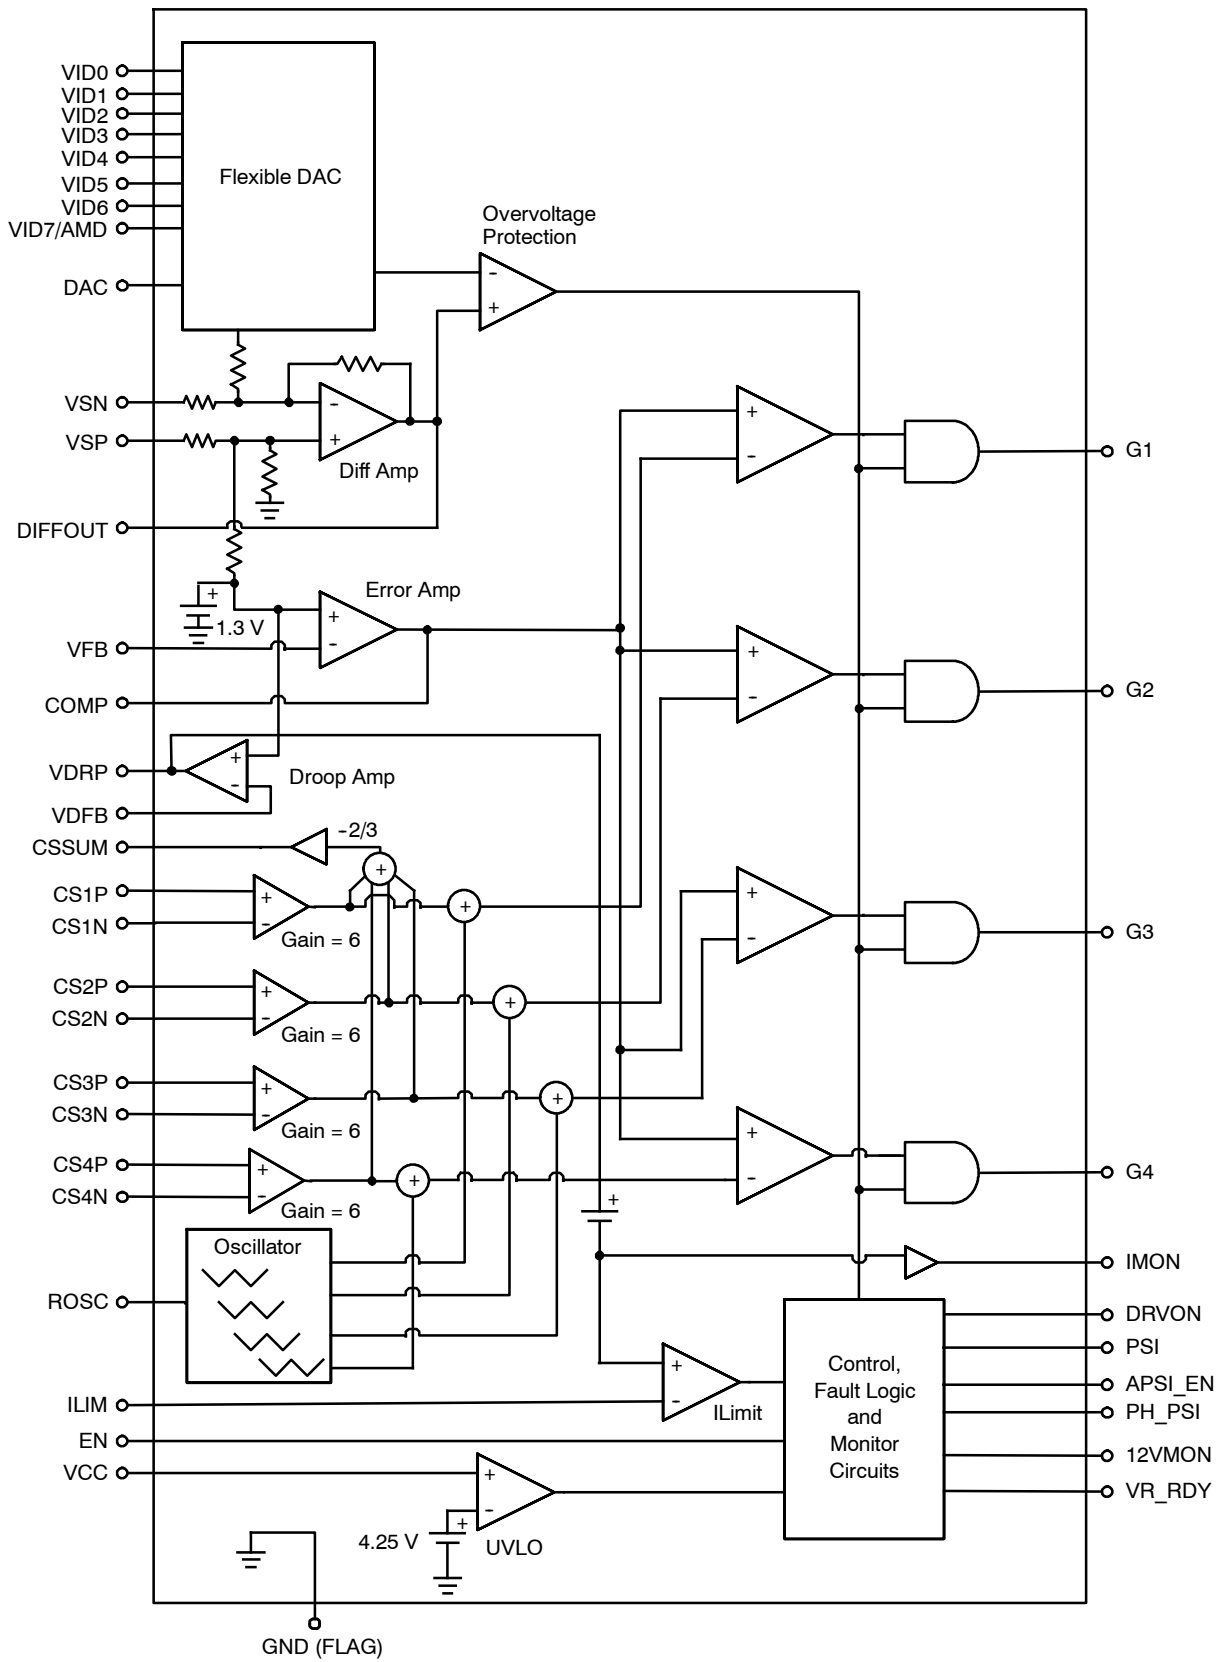 VID0
VID1
VID2
VID3
VID4
VID5
VID6
VID7/AMD
DAC
Flexible DAC
Overvoltage
Protection
-
+
VSN
VSP
-
+
Diff Amp
DIFFOUT
+
1.3 V
Error Amp
+
-
VFB
COMP
VDRP
VDFB
+
-
Droop Amp
CSSUM
-2/3
+
CS1P
CS1N
+
-
Gain = 6
+
CS2P
CS2N
+
-
Gain = 6
+
CS3P
CS3N
+
-
Gain = 6
+
CS4P
CS4N
+
-
Gain = 6
+
+
-
G1
+
-
G2
+
-
G3
+
-
G4
+
IMON
Oscillator
ROSC
ILIM
+
-
ILimit
EN
VCC
+
-
UVLO
+
4.25 V
Control,
Fault Logic
and
Monitor
Circuits
DRVON
PSI
APSI_EN
PH_PSI
12VMON
VR_RDY
GND (FLAG)